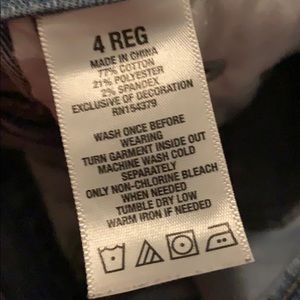 4 REG
MADE IN CHINA
77% COTTON
21% POLYESTER
2% SPANDEX
EXCLUSIVE OF DECORATION
RN154379
WASH ONCE BEFORE
WEARING
TURN GARMENT INSIDE OUT
MACHINE WASH COLD
SEPARATELY
ONLY NON-CHLORINE BLEACH
WHEN NEEDED
TUMBLE DRY LOW
WARM IRON IF NEEDED